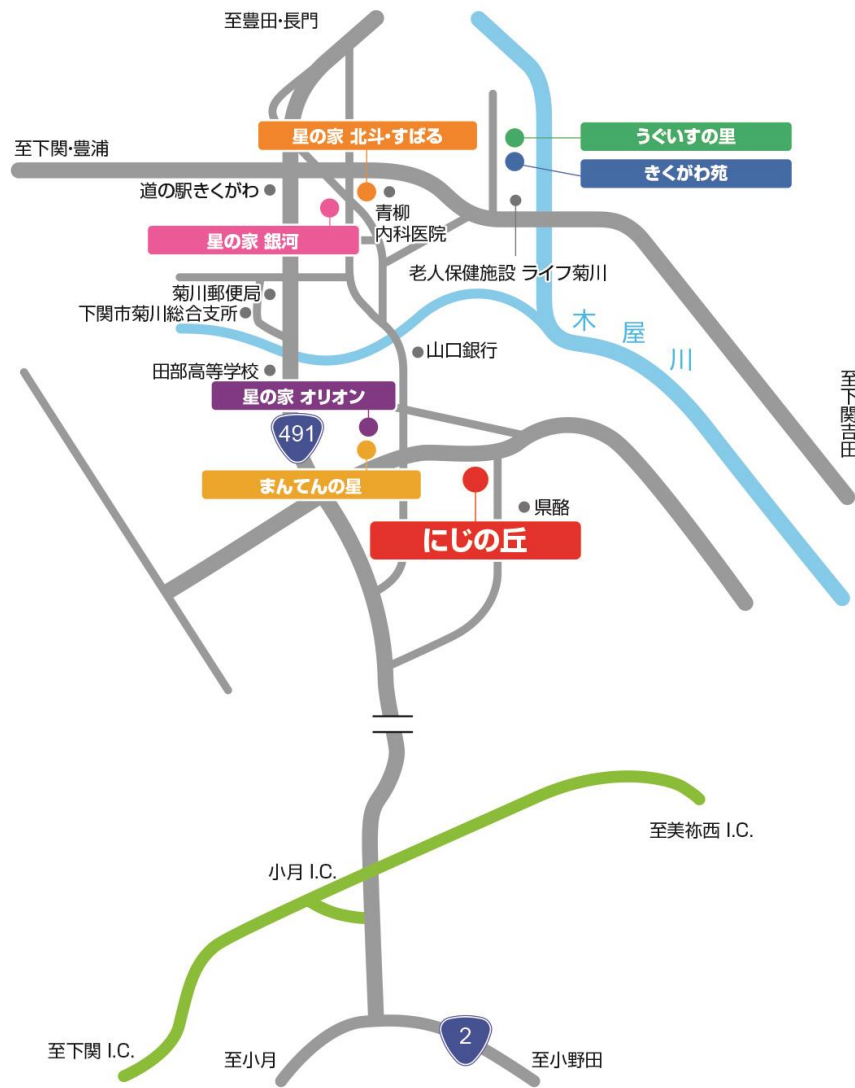 至豊田・長門
星の家 北斗・すばる
うぐいすの里
至下関・豊浦
きくがわ苑
道の駅きくがわ
青柳
内科医院
星の家 銀河
老人保健施設 ライフ菊川
菊川郵便局
下関市菊川総合支所
木屋川
山口銀行
田部高等学校
至下関吉田
星の家 オリオン
491
まんてんの星
県酪
にじの丘
至美祢西 I.C.
小月 I.C.
2
至下関 I.C.
至小月
至小野田